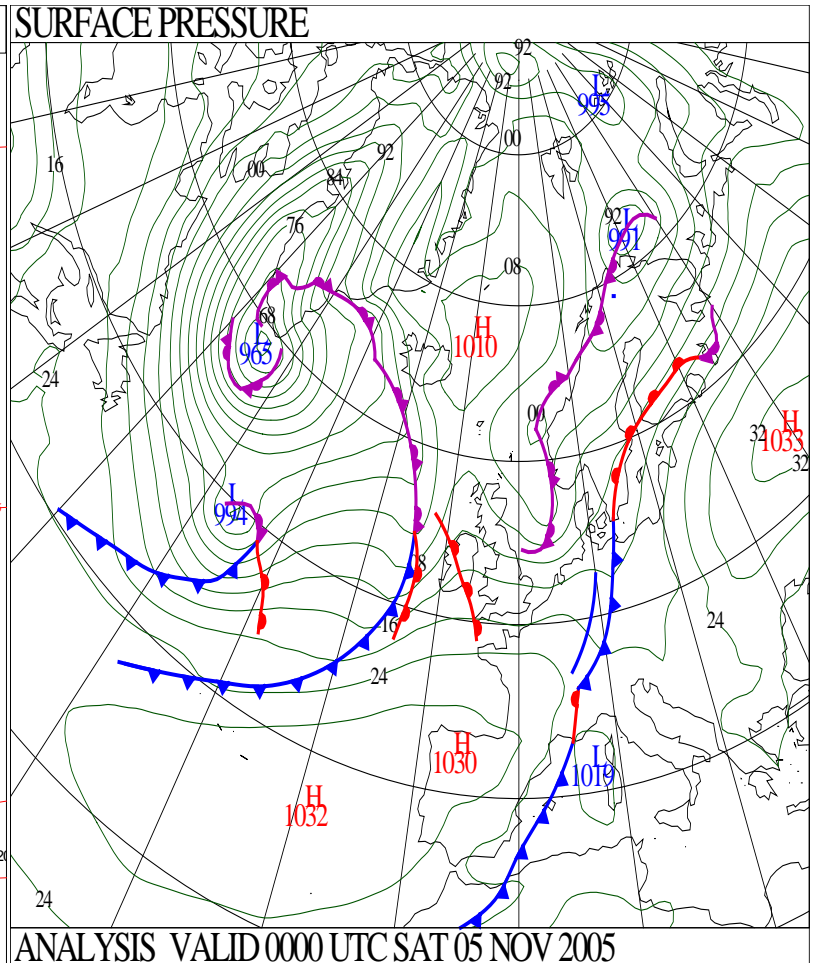 SURFACE PRESSURE
92
L
92
995
00
16
92
00
84
92 L
76
991
08
68
L
H
965
1010
24
00
H
32
1033
32
L
994
8
16
24
24
H
1030
L
1019
H
1032
24
ANALYSIS VALID 0000 UTC SAT 05 NOV 2005